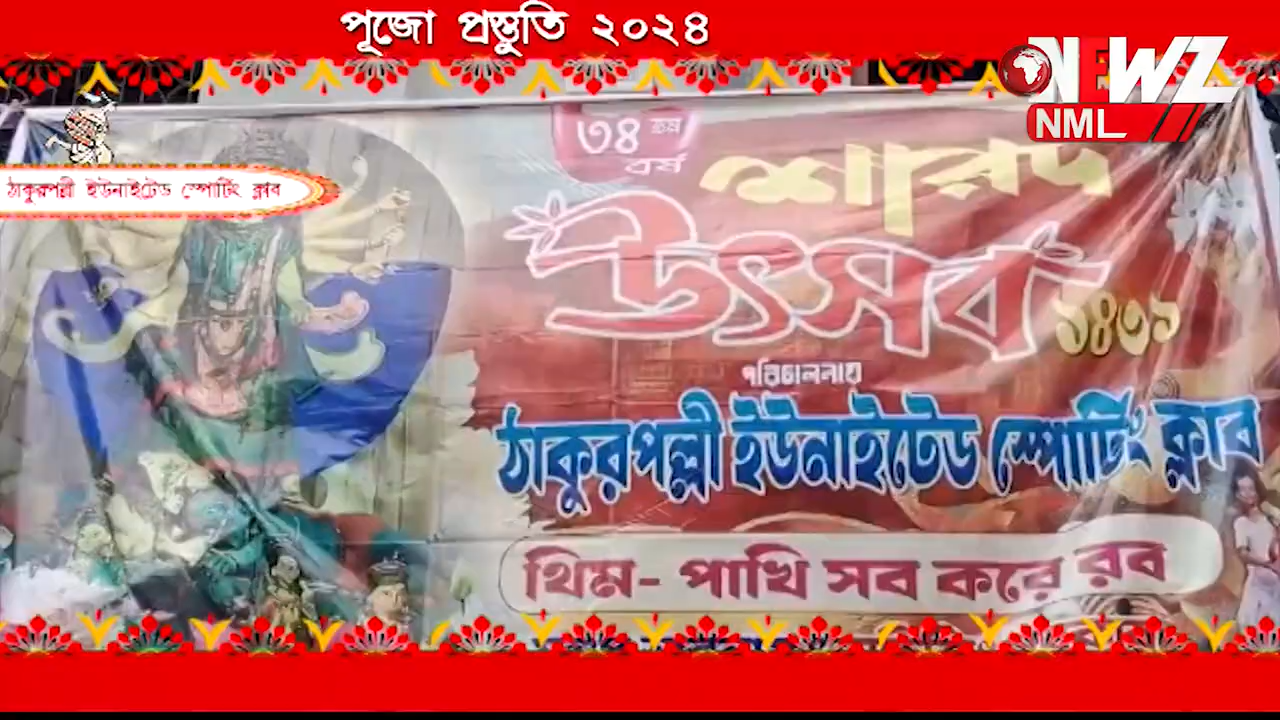 পূজো প্রস্তুতি ২০২৪
NEWZ
NML
ঠাকুরপল্লী ইউনাইটেড স্পোর্টিং ক্লাব
৩৪ তম
বর্ষ
শারদ
উৎসব
১৪৩১
পরিচালনায়
ঠাকুরপল্লী ইউনাইটেড স্পোর্টিং ক্লাব
থিম- পাখি সব করে রব